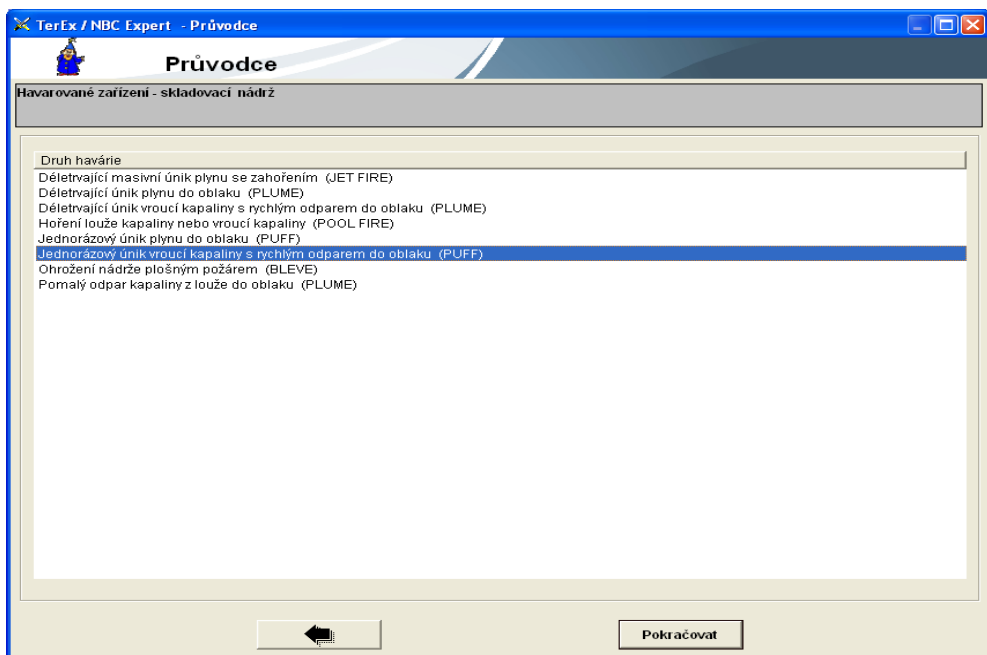 TerEx / NBC Expert - Průvodce
Průvodce
Havarované zařízení - skladovací nádrž
Druh havárie
Déletrvající masivní únik plynu se zahořením (JET FIRE)
Déletrvající únik plynu do oblaku (PLUME)
Déletrvající únik vroucí kapaliny s rychlým odparem do oblaku (PLUME)
Hoření louže kapaliny nebo vroucí kapaliny (POOL FIRE)
Jednorázový únik plynu do oblaku (PUFF)
Jednorázový únik vroucí kapaliny s rychlým odparem do oblaku (PUFF)
Ohrožení nádrže plošným požárem (BLEVE)
Pomalý odpar kapaliny z louže do oblaku (PLUME)
Pokračovat